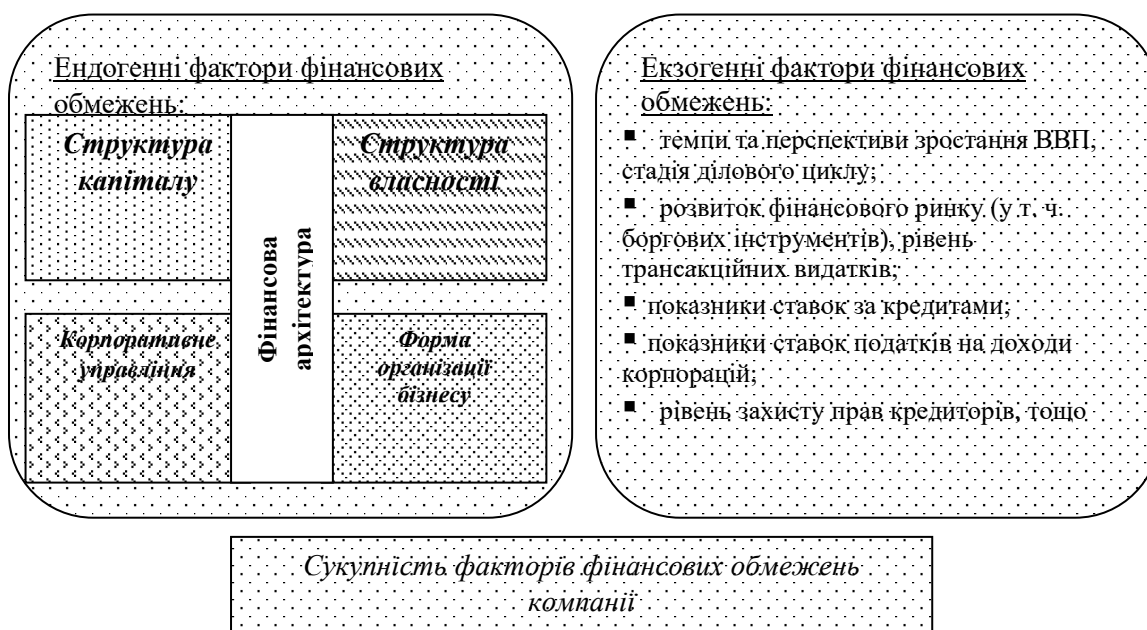 Ендогенні фактори фінансових
обмежень:
Структура
капіталу
Структура
власності
Фінансова
архітектура
Корпоративне
управління
Форма
організації
бізнесу
Екзогенні фактори фінансових
обмежень:
▪ темпи та перспективи зростання ВВП,
стадія ділового циклу;
▪ розвиток фінансового ринку (у т. ч.
боргових інструментів), рівень
трансакційних видатків;
▪ показники ставок за кредитами;
▪ показники ставок податків на доходи
корпорацій;
▪ рівень захисту прав кредиторів, тощо
Сукупність факторів фінансових обмежень
компанії